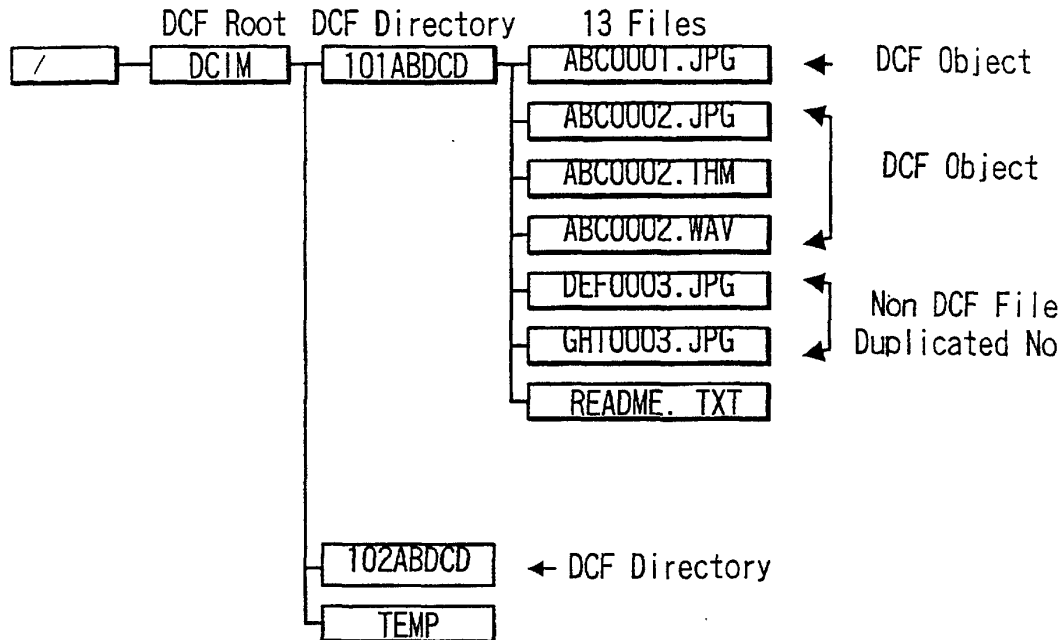 DCF Root DCF Directory 13 Files
/ DCIM 101ABDCD ABC0001.JPG DCF Object
ABC0002.JPG
ABC0002.THM DCF Object
ABC0002.WAV
DEF0003.JPG
Non DCF File
GHI0003.JPG Duplicated No
README. TXT
102ABDCD DCF Directory
TEMP